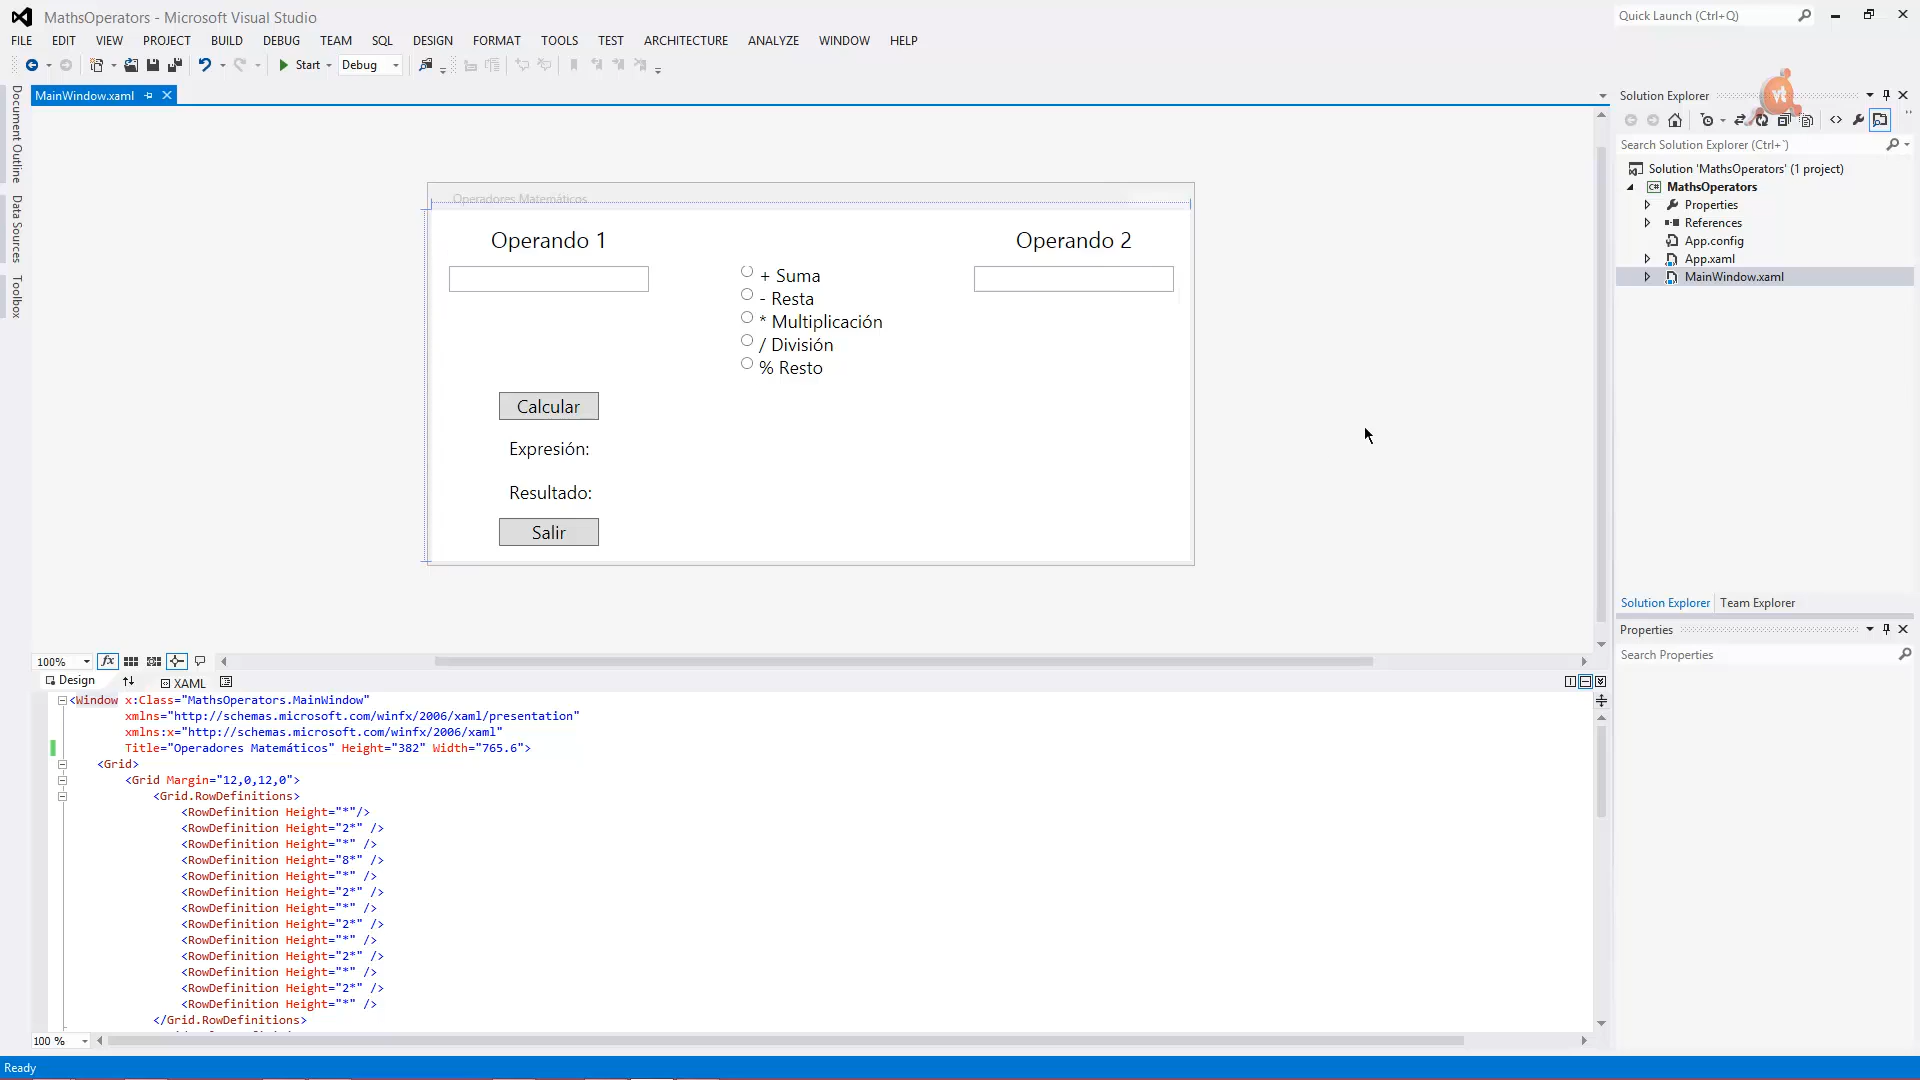 MathsOperators - Microsoft Visual Studio
Quick Launch (Ctrl+Q)
FILE EDIT VIEW PROJECT BUILD DEBUG TEAM SQL DESIGN FORMAT TOOLS TEST ARCHITECTURE ANALYZE WINDOW HELP
Start Debug
Document Outline
Data Sources
Toolbox
MainWindow.xaml
Operadores Matemáticos
Operando 1
Operando 2
+ Suma
- Resta
* Multiplicación
/ División
% Resto
Calcular
Expresión:
Resultado:
Salir
100%
fx
Design
XAML
<Window x:Class="MathsOperators.MainWindow"
xmlns="http://schemas.microsoft.com/winfx/2006/xaml/presentation"
xmlns:x="http://schemas.microsoft.com/winfx/2006/xaml"
Title="Operadores Matemáticos" Height="382" Width="765.6">
<Grid>
<Grid Margin="12,0,12,0">
<Grid.RowDefinitions>
<RowDefinition Height="*"/>
<RowDefinition Height="2*" />
<RowDefinition Height="*" />
<RowDefinition Height="8*" />
<RowDefinition Height="*" />
<RowDefinition Height="2*" />
<RowDefinition Height="*" />
<RowDefinition Height="2*" />
<RowDefinition Height="*" />
<RowDefinition Height="2*" />
<RowDefinition Height="*" />
<RowDefinition Height="2*" />
<RowDefinition Height="*" />
</Grid.RowDefinitions>
100 %
Ready
Solution Explorer
vt
Search Solution Explorer (Ctrl+`)
Solution 'MathsOperators' (1 project)
C# MathsOperators
Properties
References
App.config
App.xaml
MainWindow.xaml
Solution Explorer Team Explorer
Properties
Search Properties